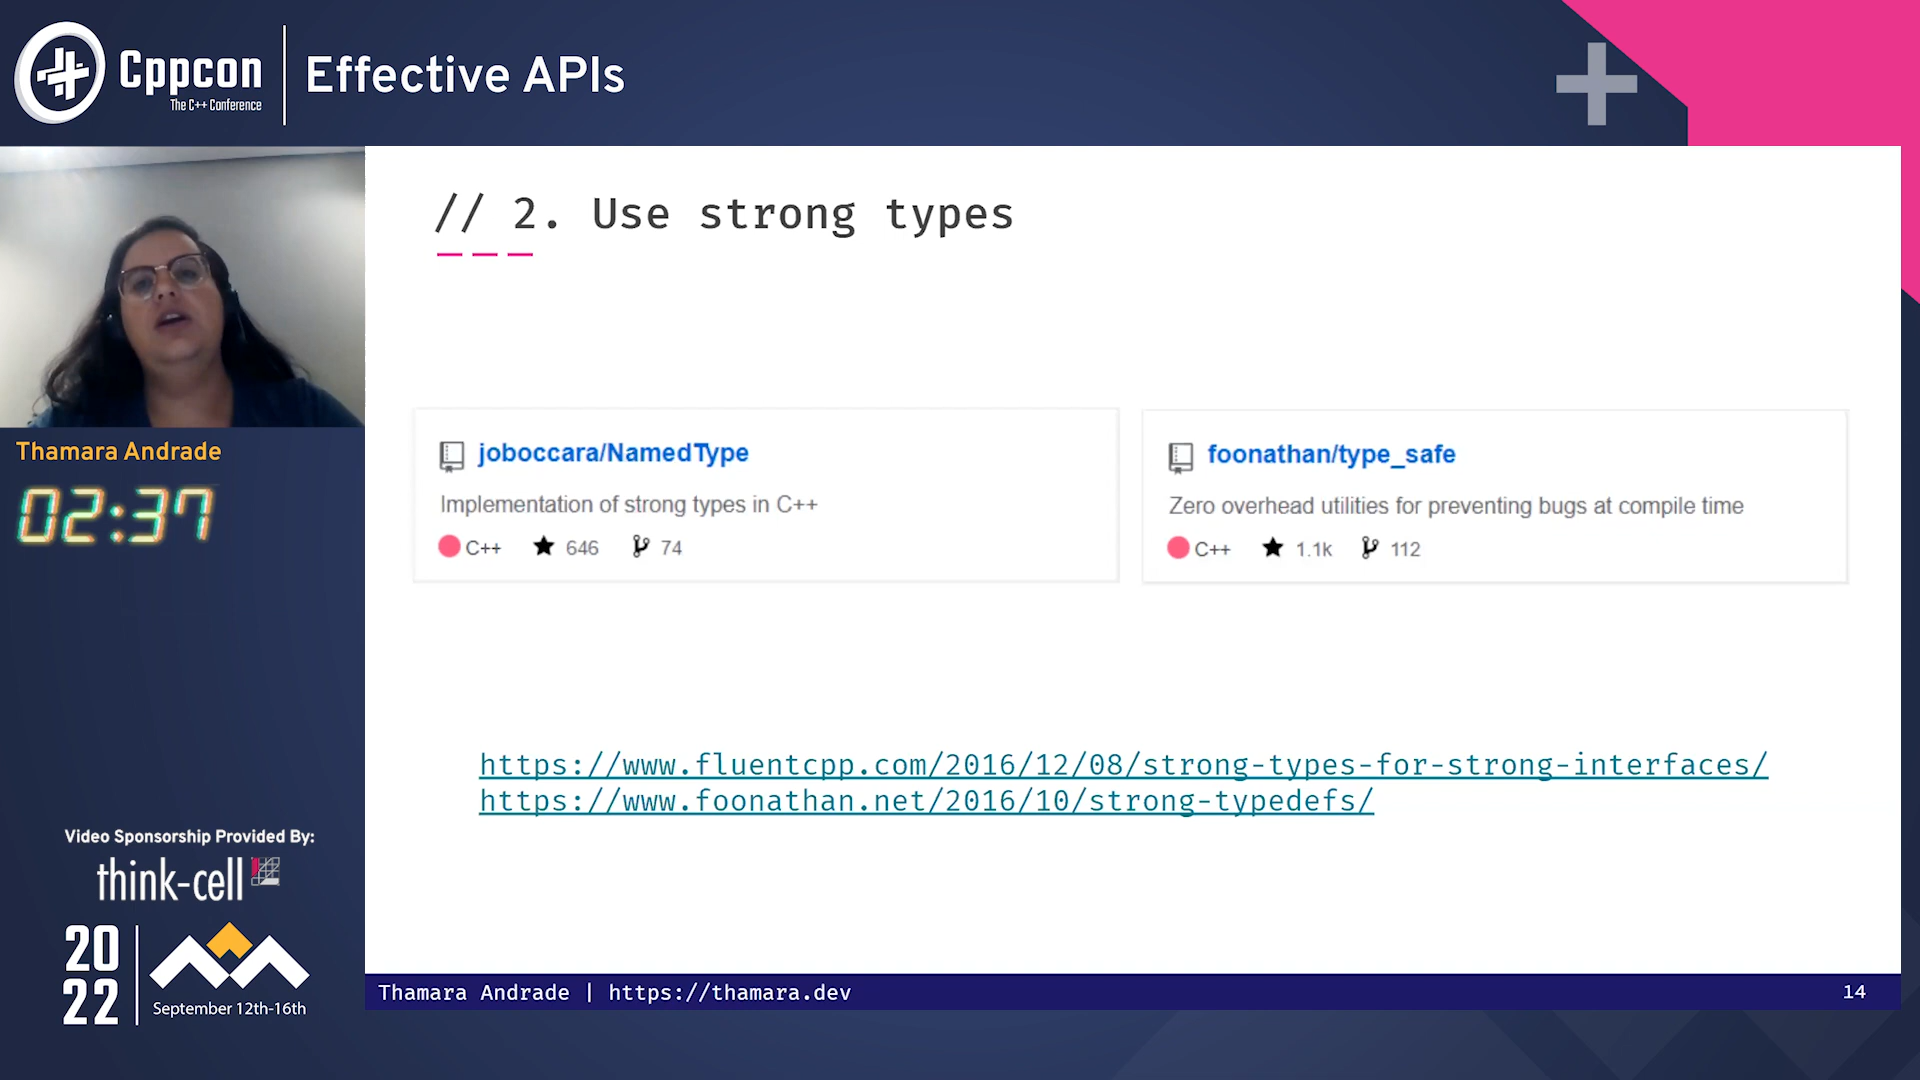 Cppcon
The C++ Conference
Effective APIs
// 2. Use strong types
joboccara/NamedType
Implementation of strong types in C++
C++ 646 74
foonathan/type_safe
Zero overhead utilities for preventing bugs at compile time
C++ 1.1k 112
https://www.fluentcpp.com/2016/12/08/strong-types-for-strong-interfaces/
https://www.foonathan.net/2016/10/strong-typedefs/
Thamara Andrade | https://thamara.dev
14
Thamara Andrade
02:37
Video Sponsorship Provided By:
think-cell
20
22
September 12th-16th